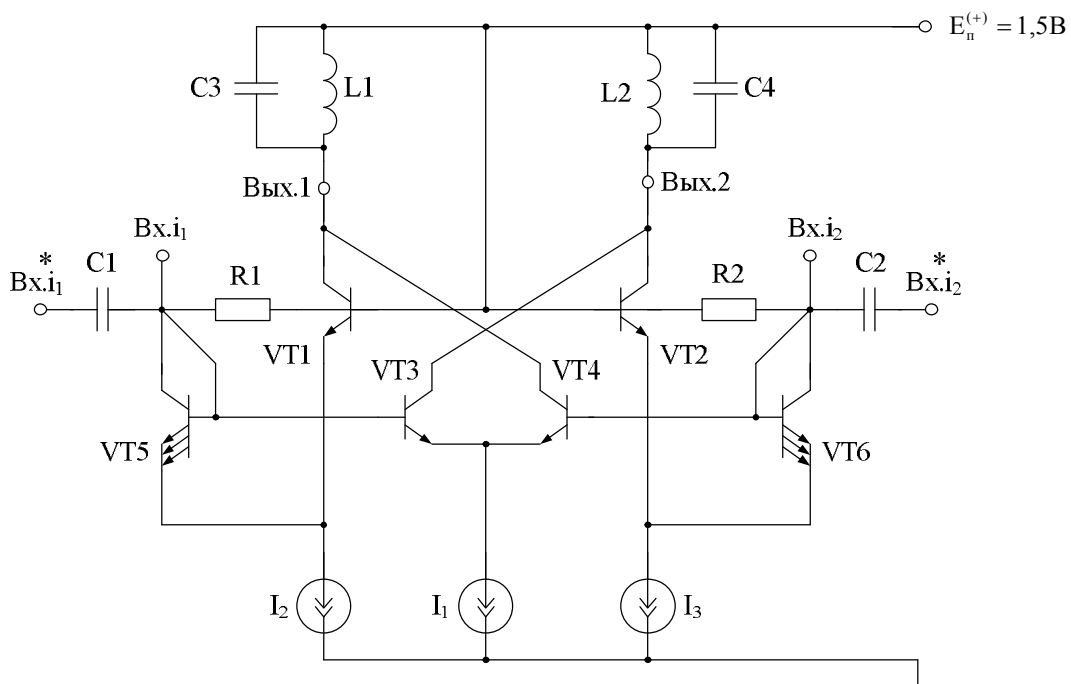 E_п^(+) = 1,5В
C3
L1
L2
C4
Вых.1
Вых.2
Вх.i₁
Вх.i₂
Вх.i₁*
C1
R1
R2
C2
Вх.i₂*
VT1
VT2
VT3
VT4
VT5
VT6
I₂
I₁
I₃